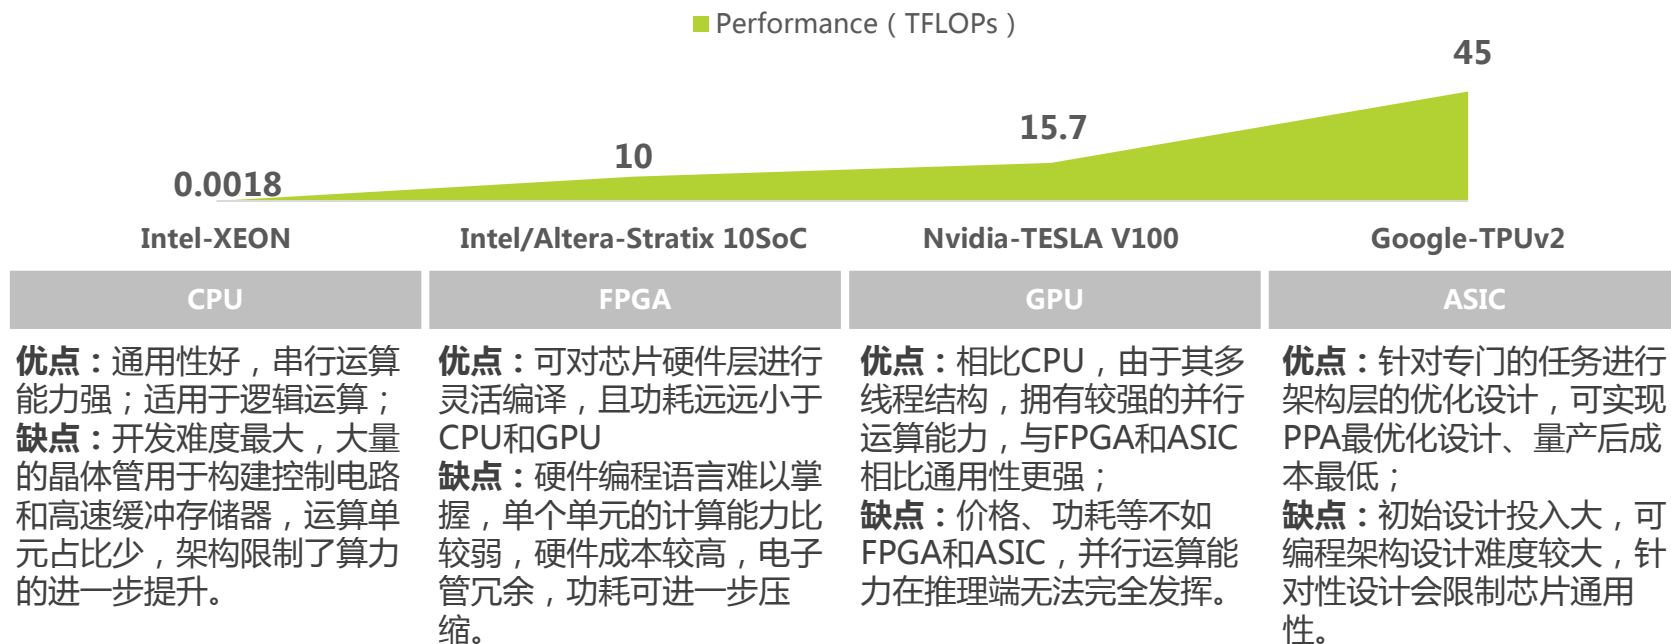 Performance（TFLOPs）
45
15.7
10
0.0018
Intel-XEON
Intel/Altera-Stratix 10SoC
Nvidia-TESLA V100
Google-TPUv2
CPU
FPGA
GPU
ASIC
优点：通用性好，串行运算
能力强；适用于逻辑运算；
缺点：开发难度最大，大量
的晶体管用于构建控制电路
和高速缓冲存储器，运算单
元占比少，架构限制了算力
的进一步提升。
优点：可对芯片硬件层进行
灵活编译，且功耗远远小于
CPU和GPU
缺点：硬件编程语言难以掌
握，单个单元的计算能力比
较弱，硬件成本较高，电子
管冗余，功耗可进一步压
缩。
优点：相比CPU，由于其多
线程结构，拥有较强的并行
运算能力，与FPGA和ASIC
相比通用性更强；
缺点：价格、功耗等不如
FPGA和ASIC，并行运算能
力在推理端无法完全发挥。
优点：针对专门的任务进行
架构层的优化设计，可实现
PPA最优化设计、量产后成
本最低；
缺点：初始设计投入大，可
编程架构设计难度较大，针
对性设计会限制芯片通用
性。